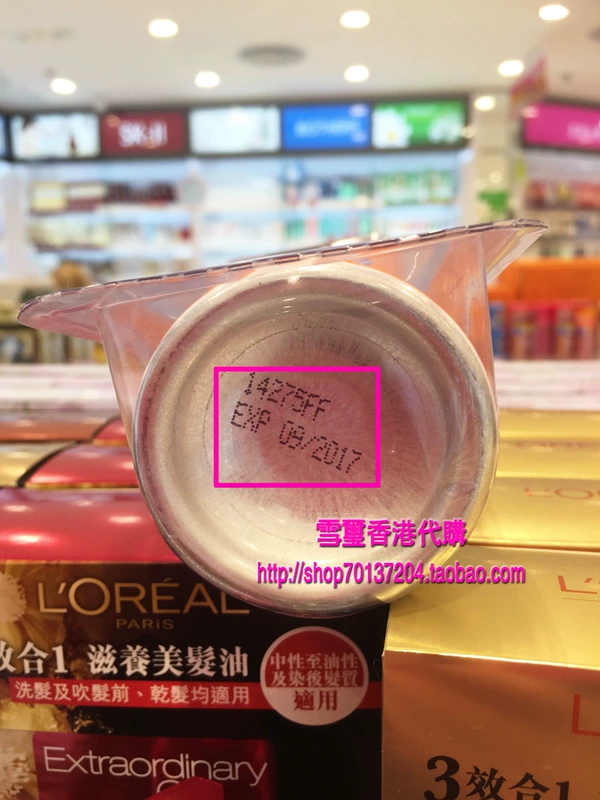 SK-II
14275FF
EXP 09/2017
雪璽香港代購
http://shop70137204.taobao.com
L'ORÉAL
PARiS
效合1 滋養美髮油
洗髮及吹髮前、乾髮均適用
中性至油性
及染後髮質
適用
Extraordinary
3效合1